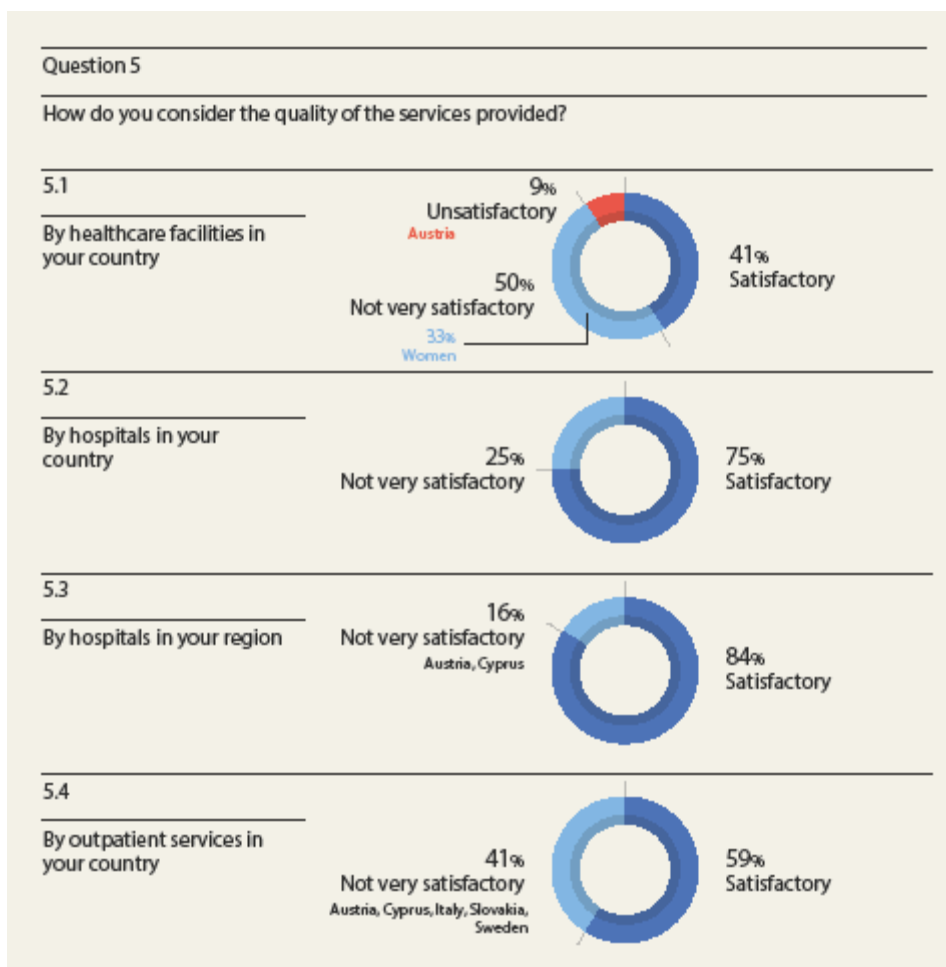 Question 5
How do you consider the quality of the services provided?
5.1
By healthcare facilities in
your country
9%
Unsatisfactory
Austria
50%
Not very satisfactory
33%
Women
41%
Satisfactory
5.2
By hospitals in your
country
25%
Not very satisfactory
75%
Satisfactory
5.3
By hospitals in your region
16%
Not very satisfactory
Austria, Cyprus
84%
Satisfactory
5.4
By outpatient services in
your country
41%
Not very satisfactory
Austria, Cyprus, Italy, Slovakia,
Sweden
59%
Satisfactory